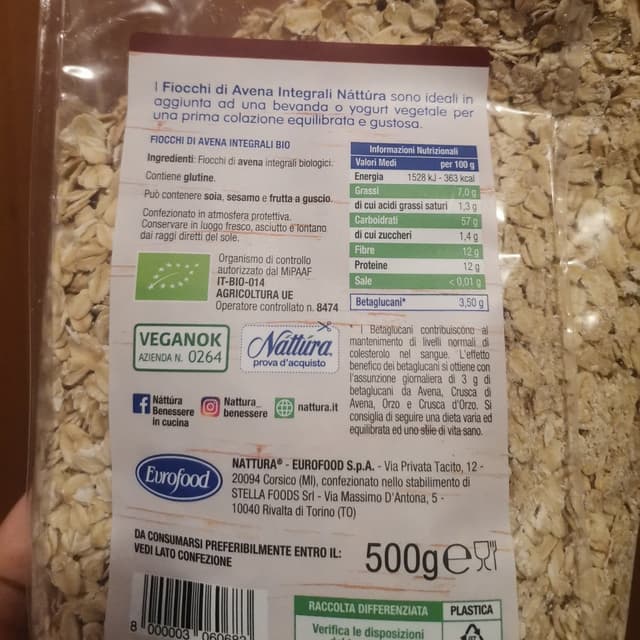 I Fiocchi di Avena Integrali Náttúra sono ideali in
aggiunta ad una bevanda o yogurt vegetale per
una prima colazione equilibrata e gustosa.
FIOCCHI DI AVENA INTEGRALI BIO
Ingredienti: Fiocchi di avena integrali biologici.
Contiene glutine.
Può contenere soia, sesamo e frutta a guscio.
Confezionato in atmosfera protettiva.
Conservare in luogo fresco, asciutto e lontano
dai raggi diretti del sole.
Organismo di controllo
autorizzato dal MiPAAF
IT-BIO-014
AGRICOLTURA UE
Operatore controllato n. 8474
VEGANOK
AZIENDA N. 0264
Náttúra.
prova d'acquisto
Náttúra
Benessere
in cucina
Nattura_
benessere
nattura.it
Informazioni Nutrizionali
Valori Medi per 100 g
Energia 1528 kJ - 363 kcal
Grassi 7,0 g
di cui acidi grassi saturi 1,3 g
Carboidrati 57 g
di cui zuccheri 1,4 g
Fibre 12 g
Proteine 12 g
Sale <0,01 g
Betaglucani* 3,50 g
* I Betaglucani contribuiscono al
mantenimento di livelli normali di
colesterolo nel sangue. L'effetto
benefico dei betaglucani si ottiene con
l'assunzione giornaliera di 3 g di
betaglucani da Avena, Crusca di
Avena, Orzo e Crusca d'Orzo. Si
consiglia di seguire una dieta varia ed
equilibrata ed uno stile di vita sano.
Eurofood
NATTURA® - EUROFOOD S.p.A. - Via Privata Tacito, 12 -
20094 Corsico (MI), confezionato nello stabilimento di
STELLA FOODS Srl - Via Massimo D'Antona, 5 -
10040 Rivalta di Torino (TO)
DA CONSUMARSI PREFERIBILMENTE ENTRO IL:
VEDI LATO CONFEZIONE
500g e
8 000003 060682
RACCOLTA DIFFERENZIATA PLASTICA
Verifica le disposizioni